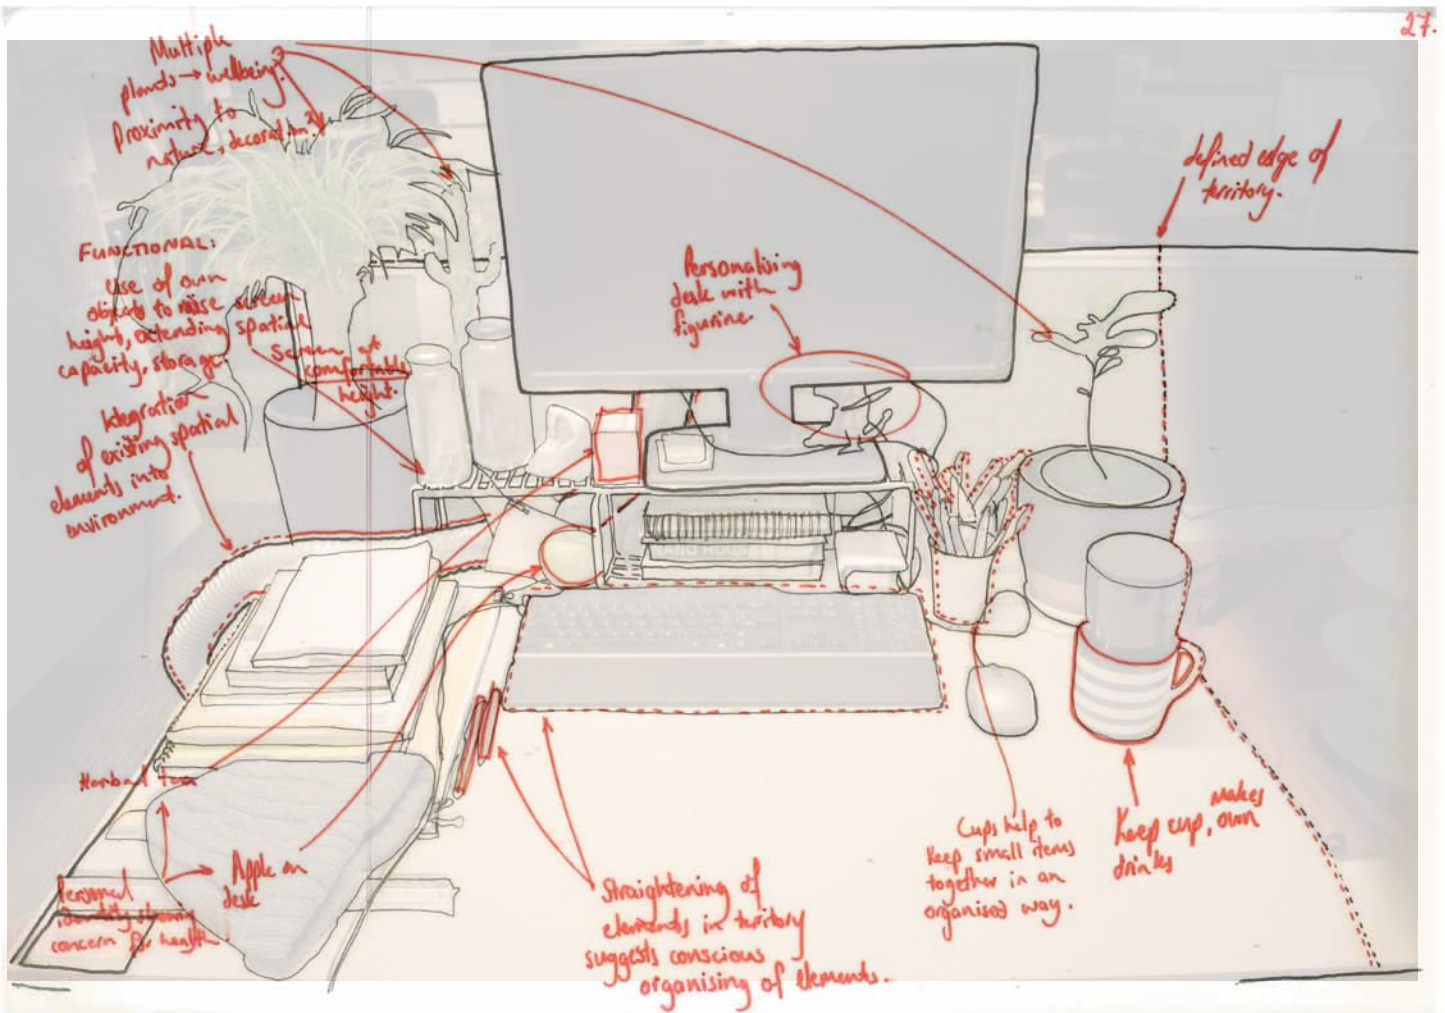 27.
Multiple
plants → wellbeing?
Proximity to
nature, decoration?
defined edge of
territory.
FUNCTIONAL:
Use of own
objects to raise screen
height, extending spatial
capacity, storage.
Screen at
comfortable
height.
Personalising
desk with
figurine.
Integration
of existing spatial
elements into
environment.
NANO HOUSE
Herbal tea
Apple on
desk
Personal
identity strong
concern for health
Straightening of
elements in territory
suggests conscious
organising of elements.
Cups help to
keep small items
together in an
organised way.
Keep cup, makes
own
drinks